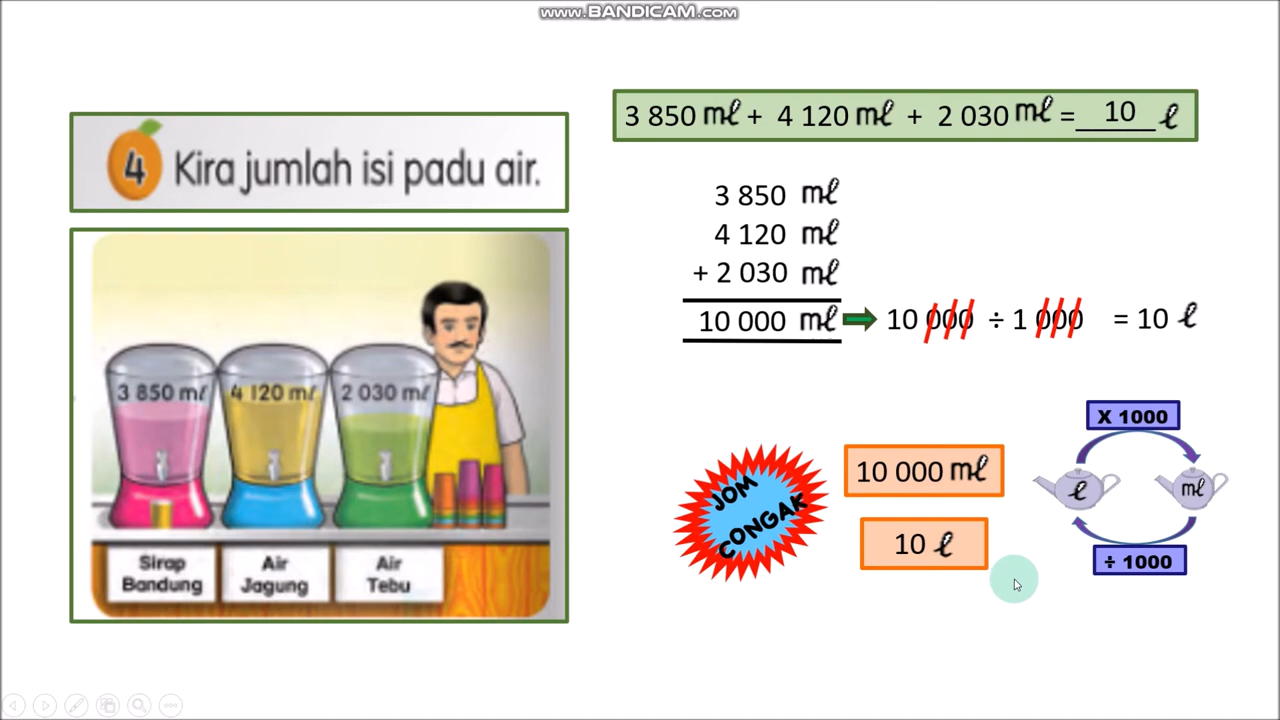 www.BANDICAM.com
4 Kira jumlah isi padu air.
3 850 ml
4 120 ml
2 030 ml
Sirap Bandung
Air Jagung
Air Tebu
3 850 ml + 4 120 ml + 2 030 ml = 10 l
3 850 ml
4 120 ml
+ 2 030 ml
10 000 ml 10 000 ÷ 1 000 = 10 l
JOM
CONGAK
10 000 ml
10 l
X 1000
l
ml
÷ 1000